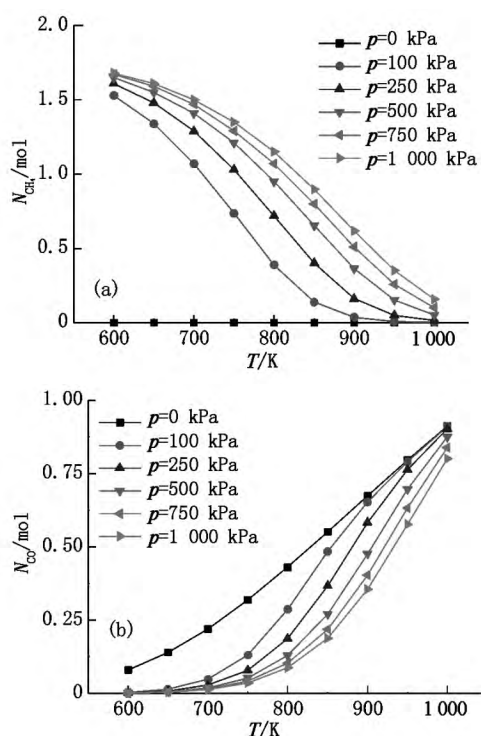 2.0
1.5
1.0
0.5
0
N_CH₄/mol
p=0 kPa
p=100 kPa
p=250 kPa
p=500 kPa
p=750 kPa
p=1 000 kPa
(a)
600 700 800 900 1 000
T/K
1.00
0.75
0.50
0.25
0
N_CO/mol
p=0 kPa
p=100 kPa
p=250 kPa
p=500 kPa
p=750 kPa
p=1 000 kPa
(b)
600 700 800 900 1 000
T/K